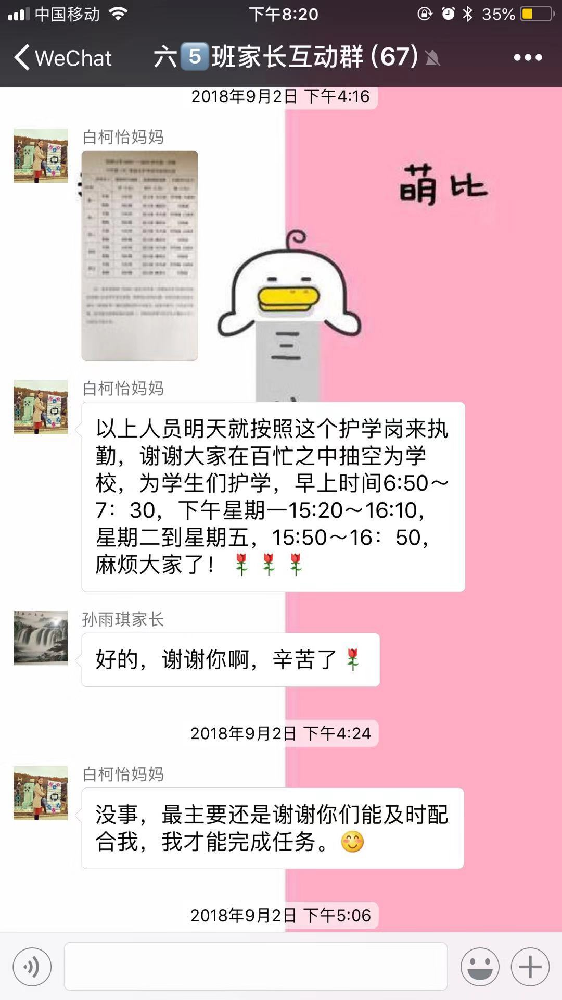 中国移动
下午8:20
35%
WeChat
六5️⃣班家长互动群(67)
2018年9月2日 下午4:16
白柯怡妈妈
萌比
白柯怡妈妈
以上人员明天就按照这个护学岗来执
勤，谢谢大家在百忙之中抽空为学
校，为学生们护学，早上时间6:50～
7：30，下午星期一15:20～16:10，
星期二到星期五，15:50～16：50，
麻烦大家了！🌹🌹🌹
孙雨琪家长
好的，谢谢你啊，辛苦了🌹
2018年9月2日 下午4:24
白柯怡妈妈
没事，最主要还是谢谢你们能及时配
合我，我才能完成任务。😊
2018年9月2日 下午5:06